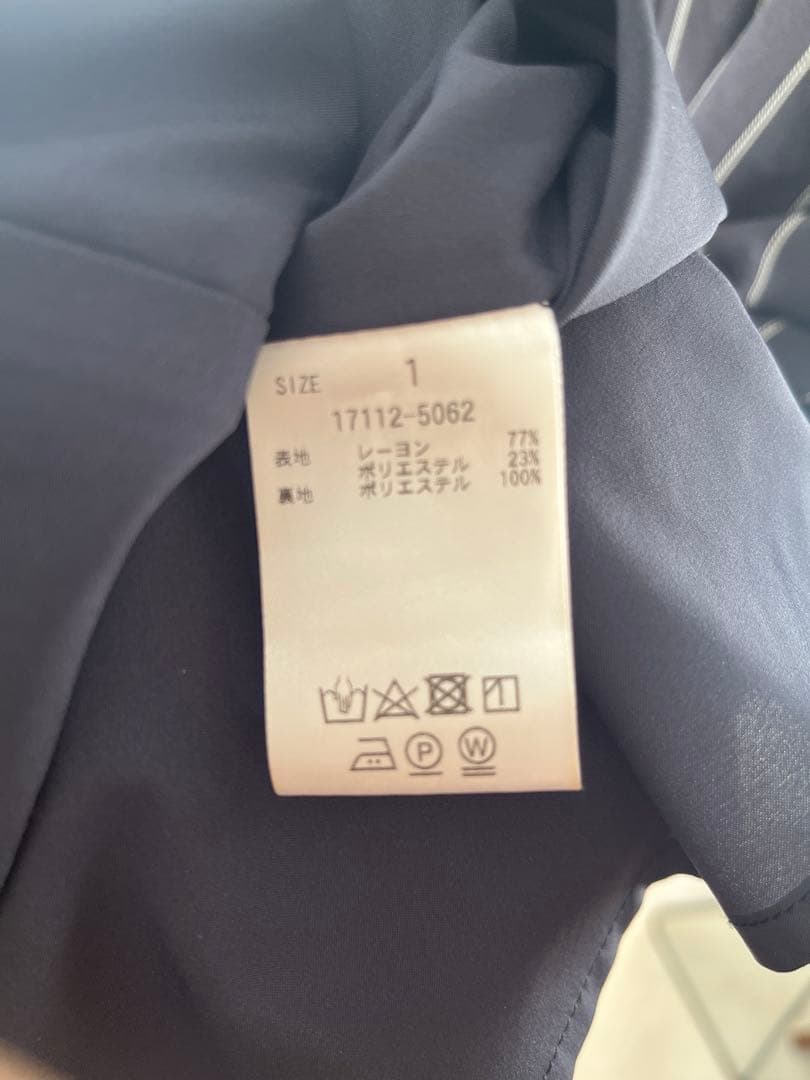 SIZE 1
17112-5062
表地 レーヨン 77%
ポリエステル 23%
裏地 ポリエステル 100%
P W